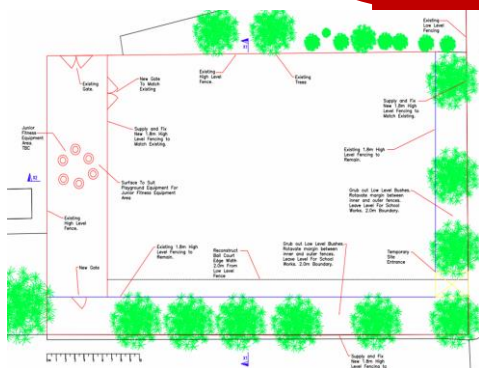 Existing
Low Level
Fencing
Existing
Gate.
New Gate
To Match
Existing
Existing
High Level
Fence.
Existing
Trees
Supply and Fix
New 1.8m High
Level Fencing to
Match Existing.
Supply and Fix
New 1.8m High
Level Fencing to
Match Existing.
Junior
Fitness
Equipment
Area.
TBC
Existing 1.8m High
Level Fencing to
Remain.
Surface To Suit
Playground Equipment For
Junior Fitness Equipment
Area
Existing
High Level
Fence.
Grub out Low Level Bushes.
Rotavate margin between
inner and outer fences.
Leave Level For School
Works. 2.0m Boundary.
Existing 1.8m High
Level Fencing to
Remain.
Reconstruct
Ball Court
Edge Width
2.0m From
Low Level
Fence
Grub out Low Level Bushes.
Rotavate margin between
inner and outer fences.
Leave Level For School
Works. 2.0m Boundary.
Temporary
Site
Entrance
New Gate
Supply and Fix
New 1.8m High
Level Fencing to